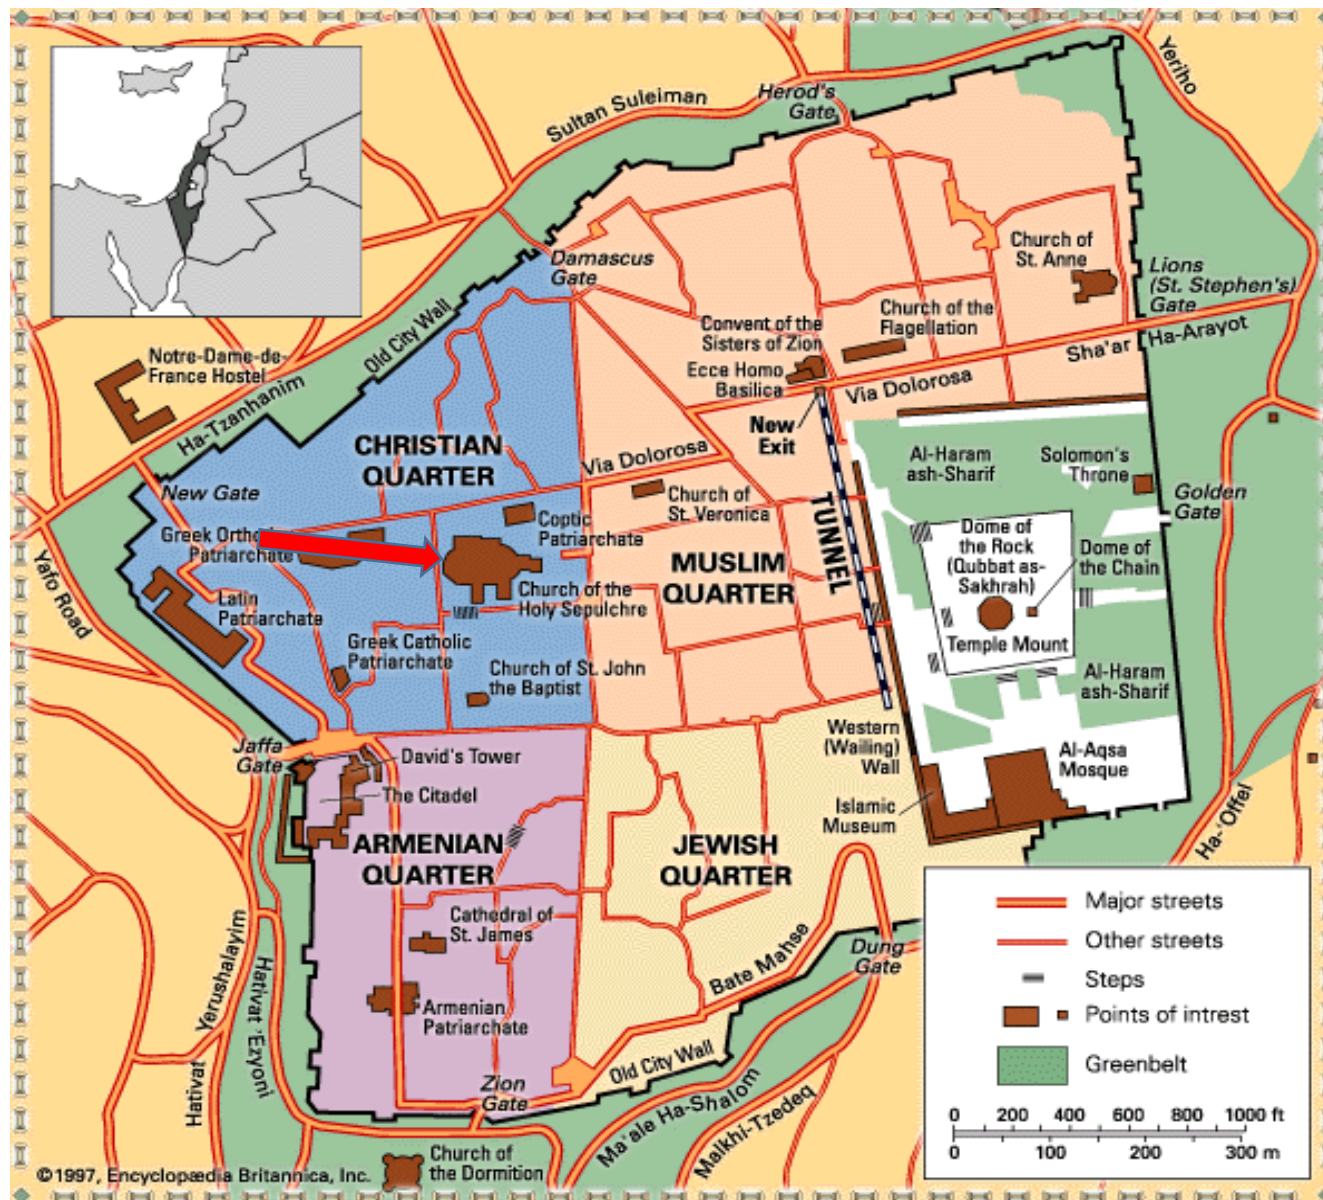 Yeriho
Herod's
Gate
Sultan Suleiman
Damascus
Gate
Church of
St. Anne
Lions
(St. Stephen's)
Gate
Old City Wall
Convent of the
Sisters of Zion
Church of the
Flagellation
Sha'ar Ha-Arayot
Notre-Dame-de-
France Hostel
Ecce Homo
Basilica
Via Dolorosa
Ha-Tzanhanim
New
Exit
CHRISTIAN
QUARTER
Via Dolorosa
Al-Haram
ash-Sharif
Solomon's
Throne
New Gate
Church of
St. Veronica
TUNNEL
Golden
Gate
Greek
Patriarchate
Coptic
Patriarchate
Dome of
the Rock
(Qubbat as-
Sakhrah)
Dome of
the Chain
MUSLIM
QUARTER
Yafo Road
Latin
Patriarchate
Church of the
Holy Sepulchre
Temple Mount
Greek Catholic
Patriarchate
Church of St. John
the Baptist
Al-Haram
ash-Sharif
Jaffa
Gate
David's Tower
Western
(Wailing)
Wall
Al-Aqsa
Mosque
The Citadel
Islamic
Museum
Ha-'Offel
ARMENIAN
QUARTER
JEWISH
QUARTER
Cathedral of
St. James
Bate Mahse
Dung
Gate
Hativat Yerushalayim
Hativat 'Ezyoni
Armenian
Patriarchate
Old City Wall
Zion
Gate
Ma'ale Ha-Shalom
Malkhi-Tzedeq
Church of
the Dormition
Major streets
Other streets
Steps
Points of intrest
Greenbelt
0 200 400 600 800 1000 ft
0 100 200 300 m
©1997, Encyclopædia Britannica, Inc.